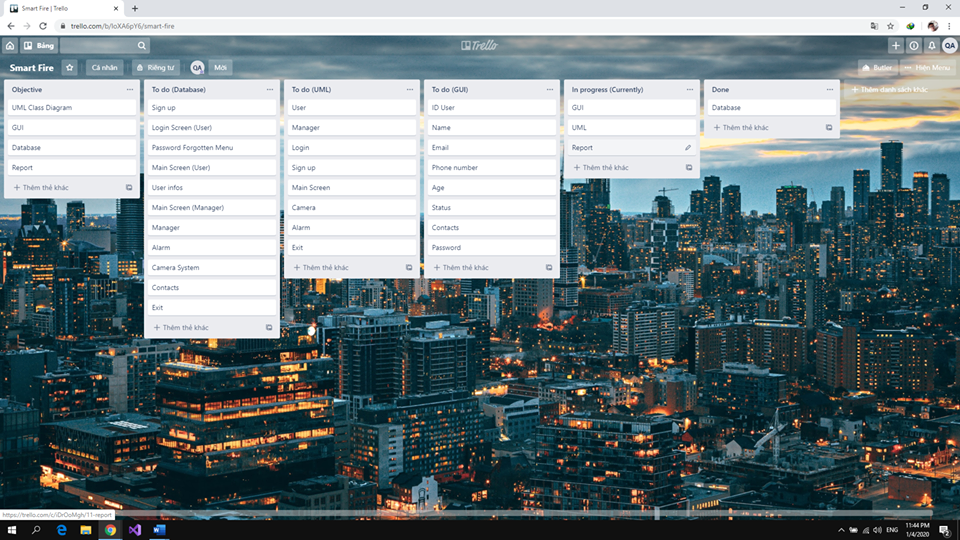 Smart Fire | Trello
trello.com/b/IoXA6pY6/smart-fire
Bảng
Trello
QA
Smart Fire
Cá nhân
Riêng tư
QA
Mời
Butler
Hiện Menu
Objective
UML Class Diagram
GUI
Database
Report
Thêm thẻ khác
To do (Database)
Sign up
Login Screen (User)
Password Forgotten Menu
Main Screen (User)
User infos
Main Screen (Manager)
Manager
Alarm
Camera System
Contacts
Exit
Thêm thẻ khác
To do (UML)
User
Manager
Login
Sign up
Main Screen
Camera
Alarm
Exit
Thêm thẻ khác
To do (GUI)
ID User
Name
Email
Phone number
Age
Status
Contacts
Password
Thêm thẻ khác
In progress (Currently)
GUI
UML
Report
Thêm thẻ khác
Done
Database
Thêm thẻ khác
Thêm danh sách khác
https://trello.com/c/iDrOoMgh/11-report
ENG
11:44 PM
1/4/2020
2